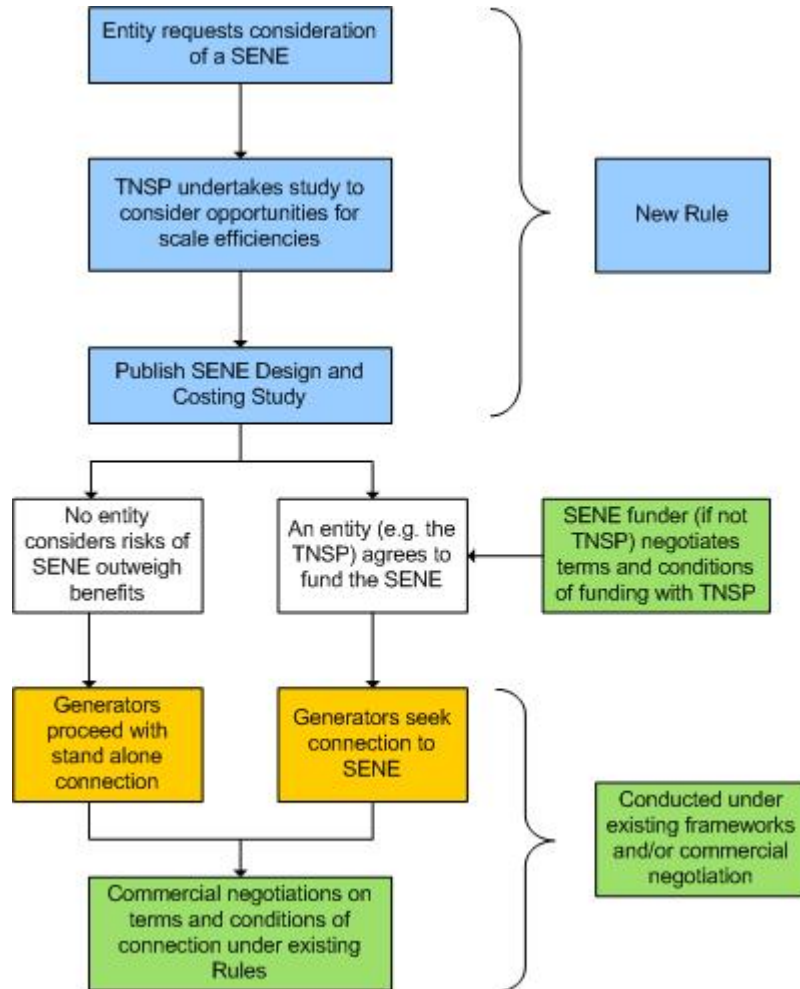 Entity requests consideration
of a SENE
TNSP undertakes study to
consider opportunities for
scale efficiencies
New Rule
Publish SENE Design and
Costing Study
No entity
considers risks of
SENE outweigh
benefits
An entity (e.g. the
TNSP) agrees to
fund the SENE
SENE funder (if not
TNSP) negotiates
terms and conditions
of funding with TNSP
Generators
proceed with
stand alone
connection
Generators seek
connection to
SENE
Conducted under
existing frameworks
and/or commercial
negotiation
Commercial negotiations on
terms and conditions of
connection under existing
Rules